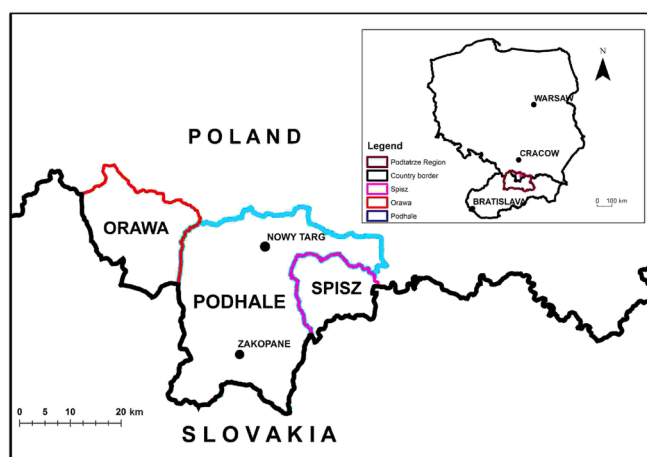 N
WARSAW
CRACOW
BRATISLAVA
0 100 km
Legend
Podtatrze Region
Country border
Spisz
Orawa
Podhale
POLAND
ORAWA
NOWY TARG
PODHALE
SPISZ
ZAKOPANE
0 5 10 20 km
SLOVAKIA